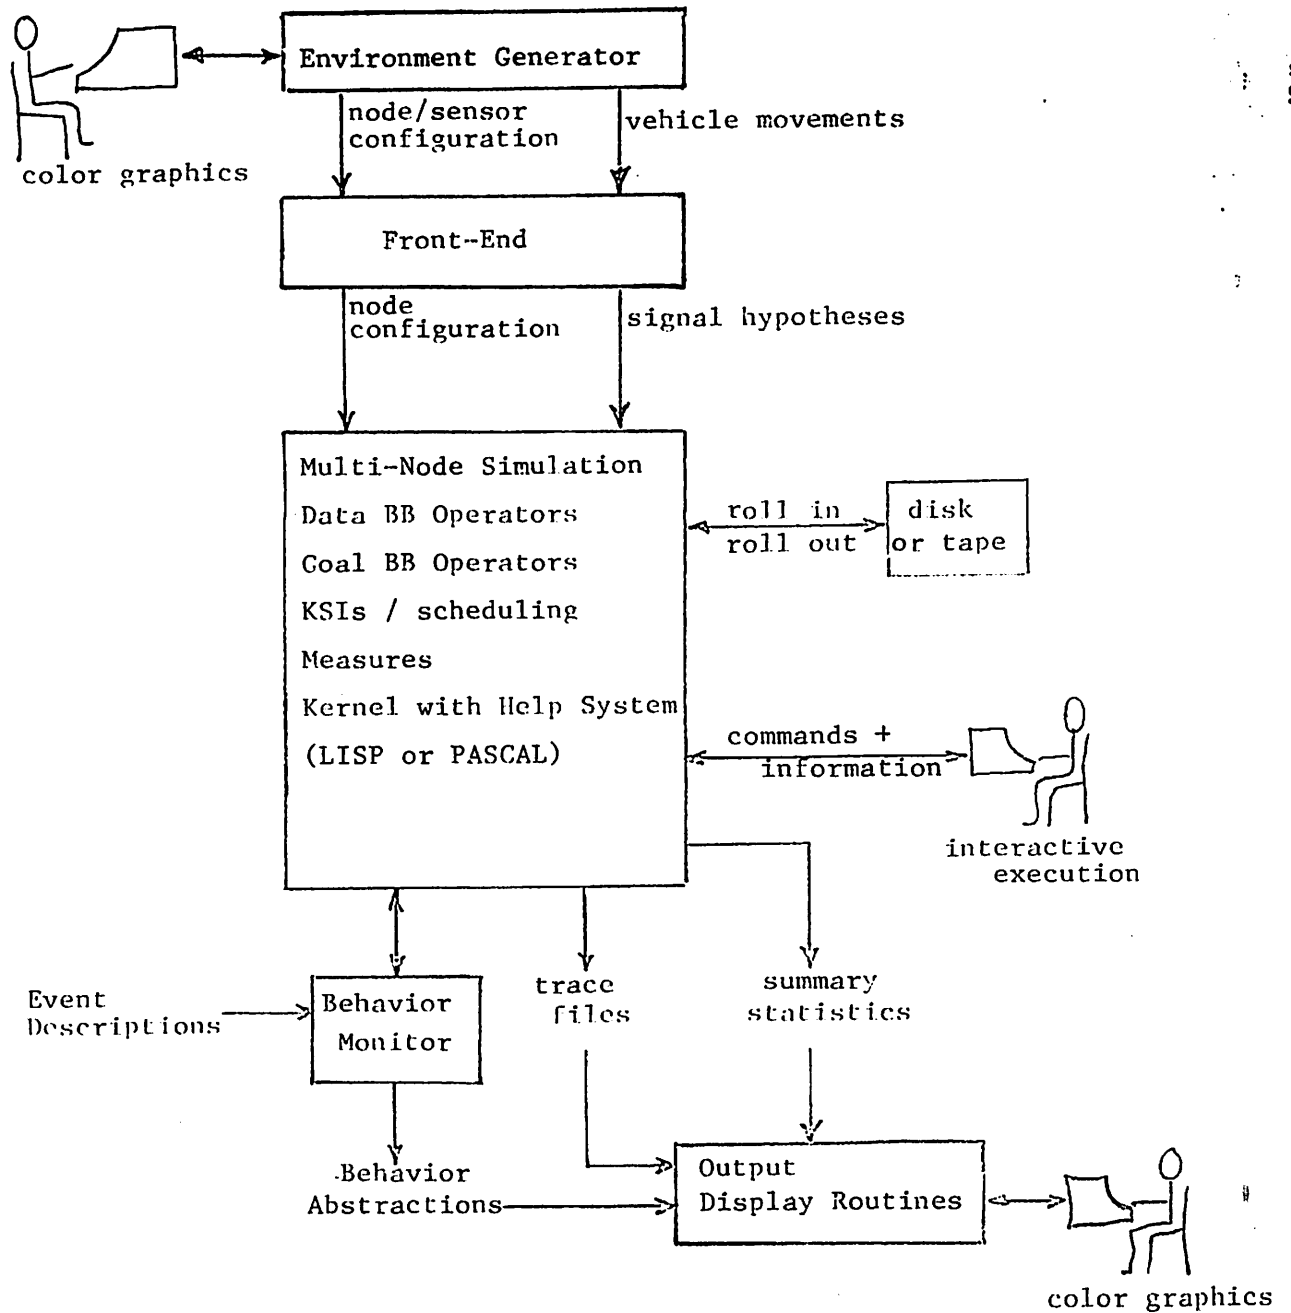 Environment Generator
node/sensor
configuration
vehicle movements
color graphics
Front-End
node
configuration
signal hypotheses
Multi-Node Simulation
Data BB Operators
Goal BB Operators
KSIs / scheduling
Measures
Kernel with Help System
(LISP or PASCAL)
roll in
roll out
disk
or tape
commands +
information
interactive
execution
Event
Descriptions
Behavior
Monitor
trace
files
summary
statistics
Behavior
Abstractions
Output
Display Routines
color graphics